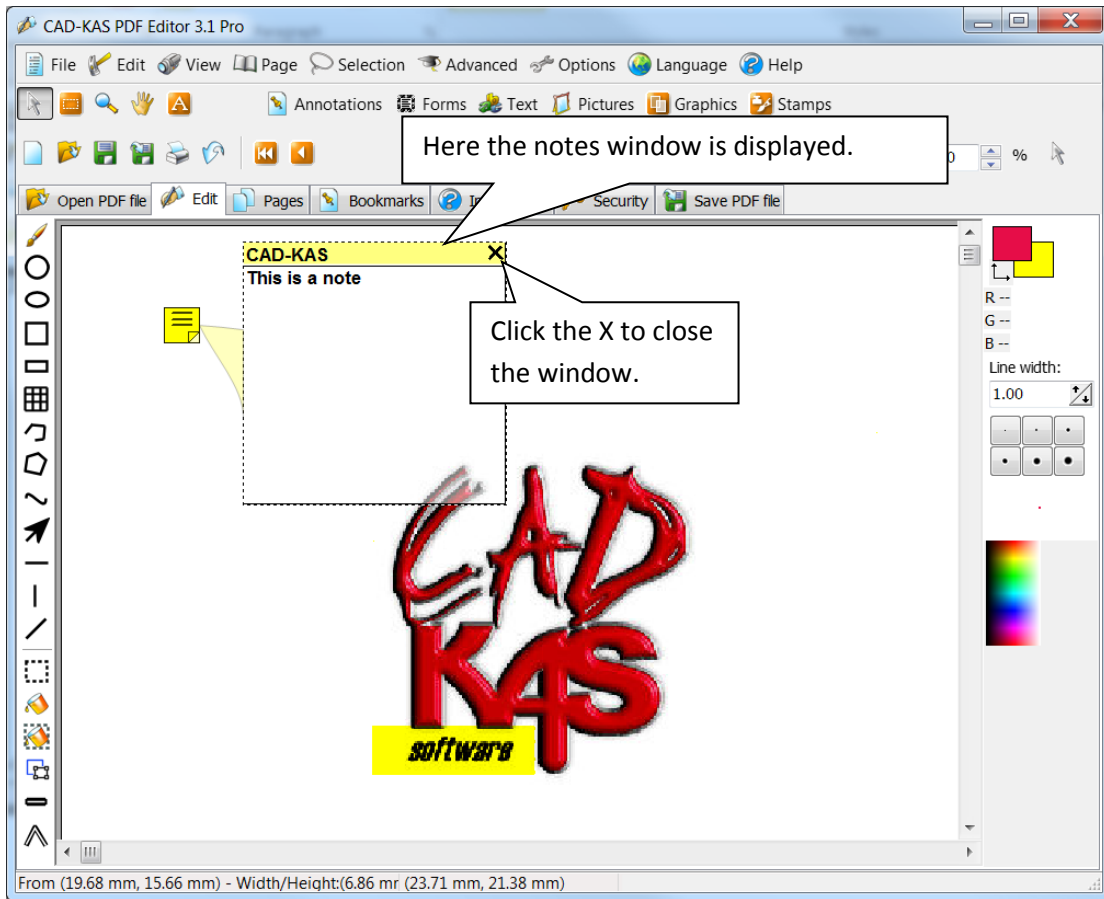 CAD-KAS PDF Editor 3.1 Pro
File Edit View Page Selection Advanced Options Language Help
Annotations Forms Text Pictures Graphics Stamps
Here the notes window is displayed.
%
Open PDF file Edit Pages Bookmarks Security Save PDF file
CAD-KAS
This is a note
Click the X to close
the window.
R --
G --
B --
Line width:
1.00
CAD
KAS
software
From (19.68 mm, 15.66 mm) - Width/Height:(6.86 mr (23.71 mm, 21.38 mm)